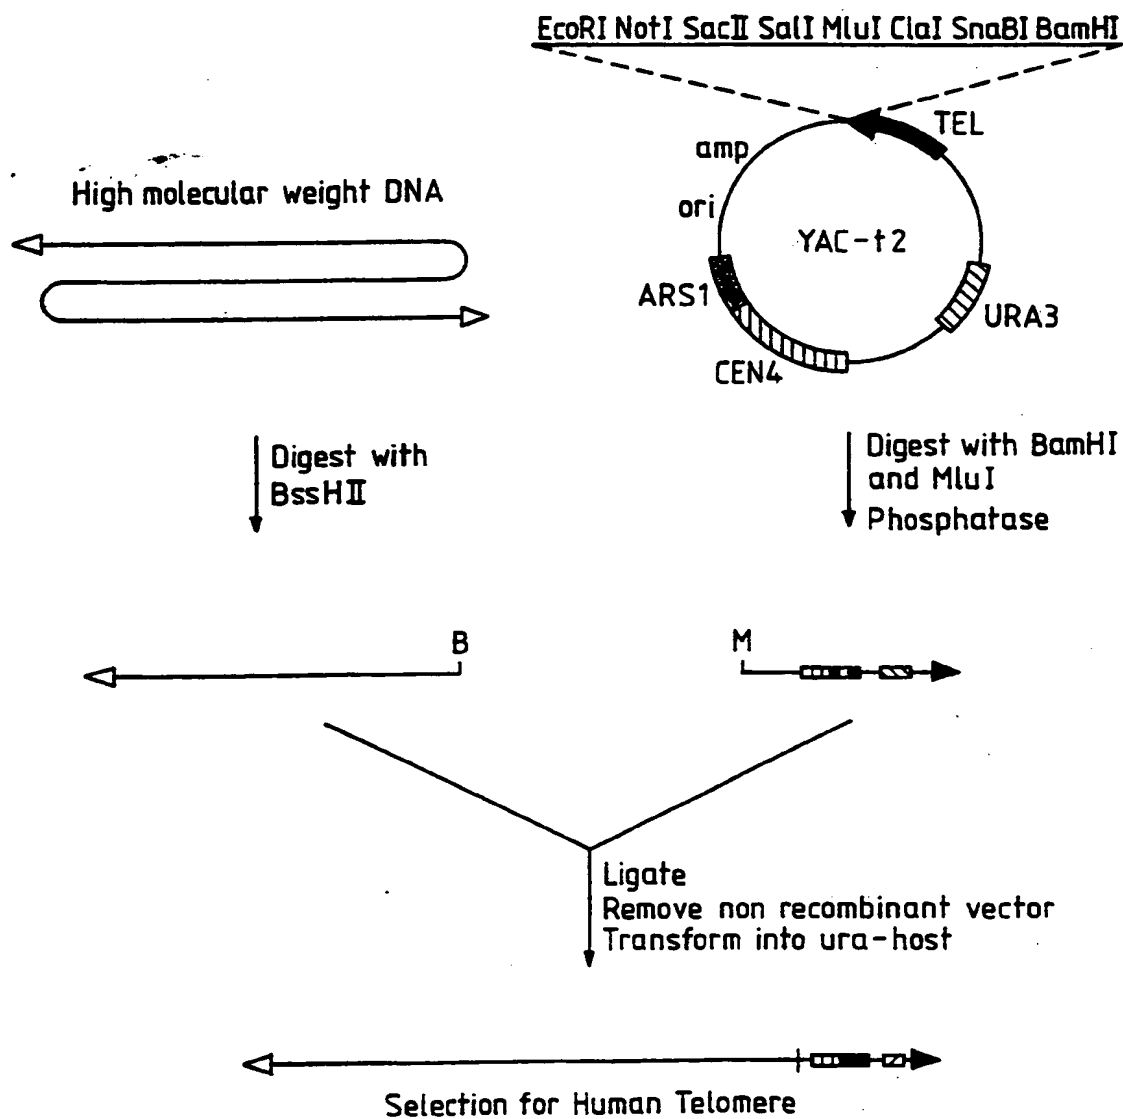 EcoRI NotI SacII SalI MluI ClaI SnaBI BamHI
TEL
amp
ori
YAC-t2
ARS1
URA3
CEN4
High molecular weight DNA
Digest with
BssHII
Digest with BamHI
and MluI
Phosphatase
B
M
Ligate
Remove non recombinant vector
Transform into ura-host
Selection for Human Telomere